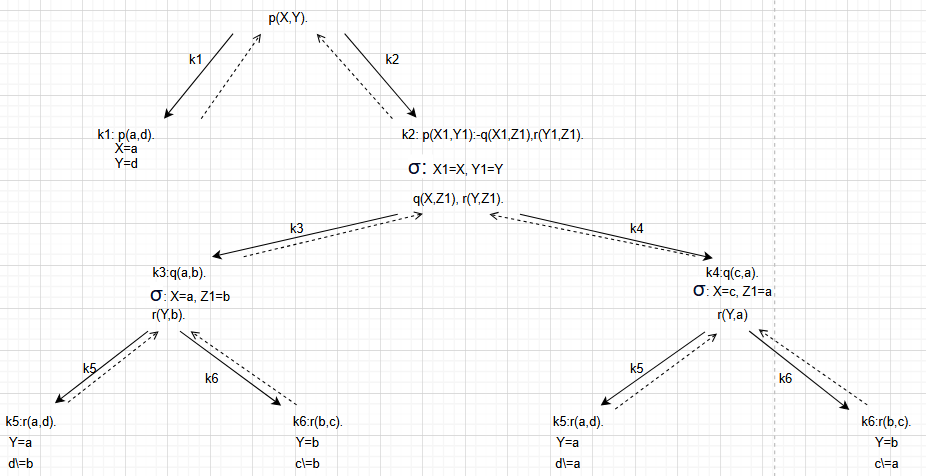 p(X,Y).
k1
k2
k1: p(a,d).
X=a
Y=d
k2: p(X1,Y1):-q(X1,Z1),r(Y1,Z1).
σ: X1=X, Y1=Y
q(X,Z1), r(Y,Z1).
k3
k4
k3:q(a,b).
σ: X=a, Z1=b
r(Y,b).
k4:q(c,a).
σ: X=c, Z1=a
r(Y,a)
k5
k6
k5
k6
k5:r(a,d).
Y=a
d\=b
k6:r(b,c).
Y=b
c\=b
k5:r(a,d).
Y=a
d\=a
k6:r(b,c).
Y=b
c\=a